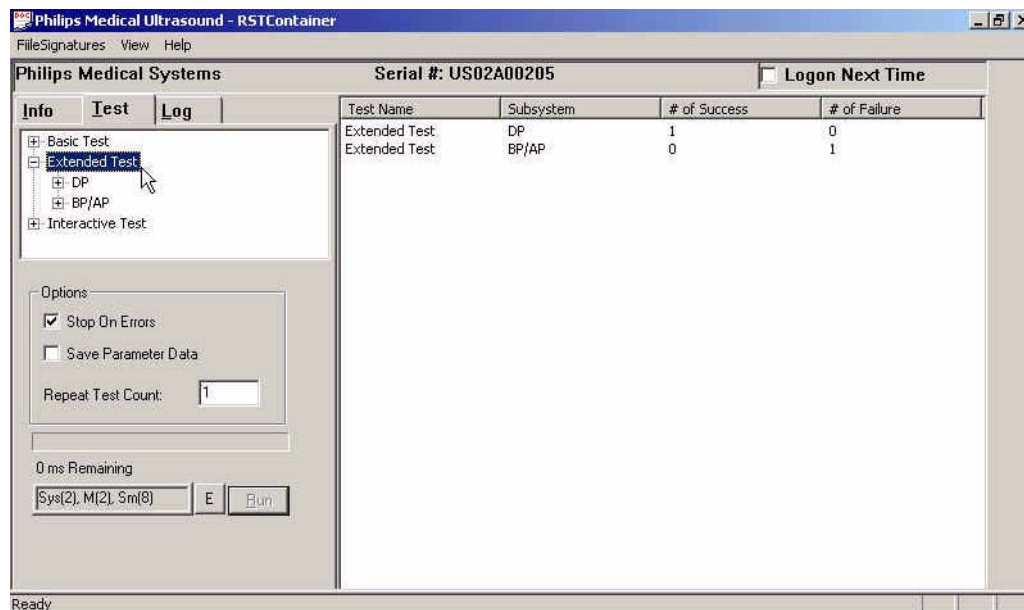 Philips Medical Ultrasound - RSTContainer
FileSignatures View Help
Philips Medical Systems Serial #: US02A00205 Logon Next Time
Info Test Log
Test Name Subsystem # of Success # of Failure
Extended Test DP 1 0
Extended Test BP/AP 0 1
Basic Test
Extended Test
DP
BP/AP
Interactive Test
Options
Stop On Errors
Save Parameter Data
Repeat Test Count: 1
0 ms Remaining
Sys(2), M(2), Sm(8) E Run
Ready